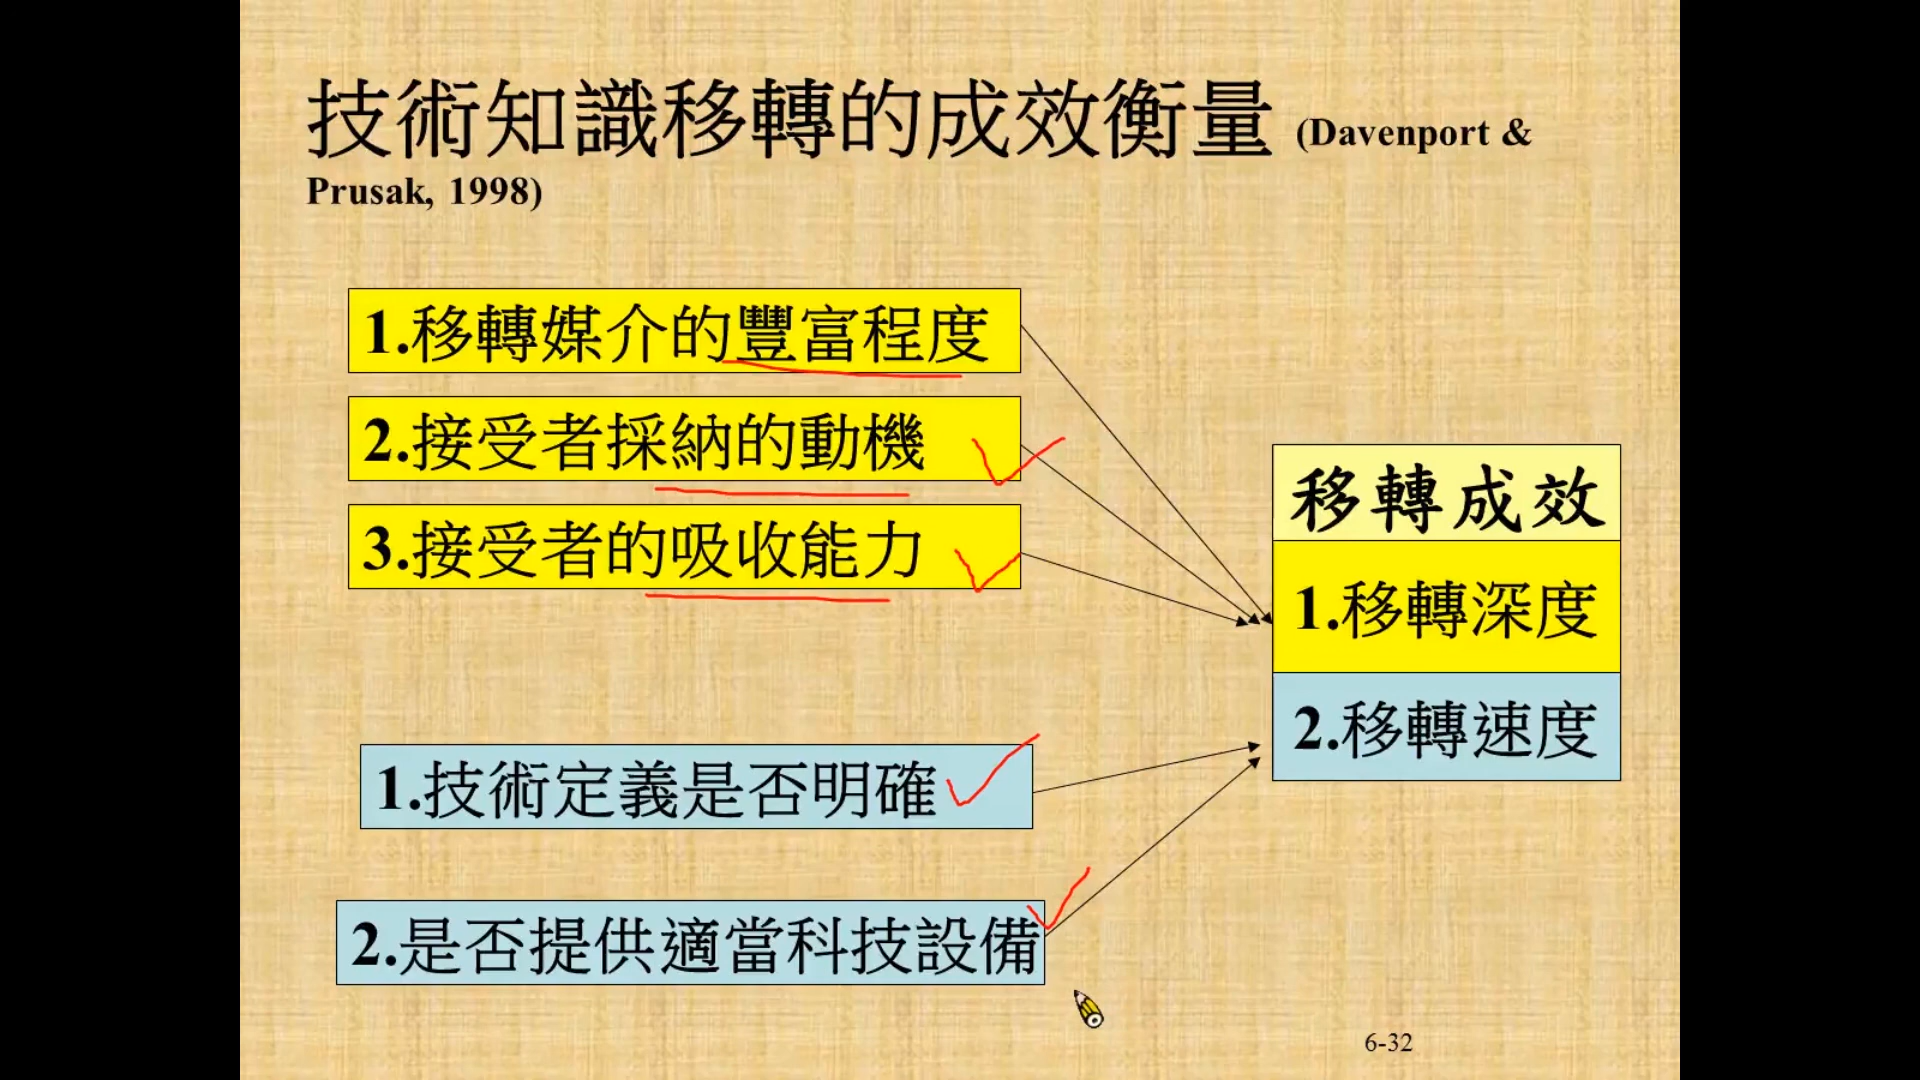 技術知識移轉的成效衡量 (Davenport &
Prusak, 1998)
1.移轉媒介的豐富程度
2.接受者採納的動機
3.接受者的吸收能力
移轉成效
1.移轉深度
2.移轉速度
1.技術定義是否明確
2.是否提供適當科技設備
6-32